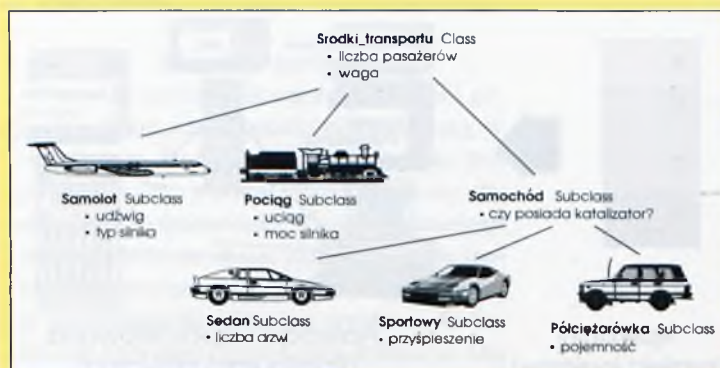 Srodki_transportu Class
• liczba pasażerów
• waga
Samolot Subclass
• udźwig
• typ silnika
Pociąg Subclass
• uciąg
• moc silnika
Samochód Subclass
• czy posiada katalizator?
Sedan Subclass
• liczba drzwi
Sportowy Subclass
• przyśpieszenie
Półciężarówka Subclass
• pojemność